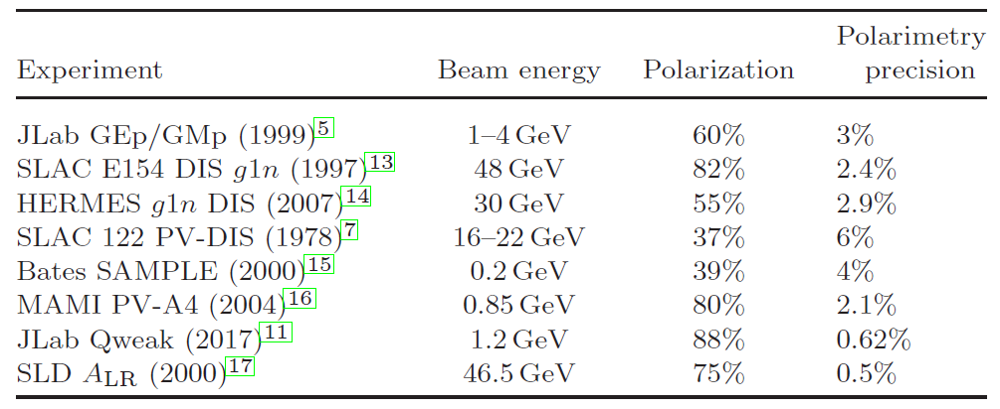 Polarimetry
Experiment Beam energy Polarization precision
JLab GEp/GMp (1999)5 1–4 GeV 60% 3%
SLAC E154 DIS g1n (1997)13 48 GeV 82% 2.4%
HERMES g1n DIS (2007)14 30 GeV 55% 2.9%
SLAC 122 PV-DIS (1978)7 16–22 GeV 37% 6%
Bates SAMPLE (2000)15 0.2 GeV 39% 4%
MAMI PV-A4 (2004)16 0.85 GeV 80% 2.1%
JLab Qweak (2017)11 1.2 GeV 88% 0.62%
SLD ALR (2000)17 46.5 GeV 75% 0.5%